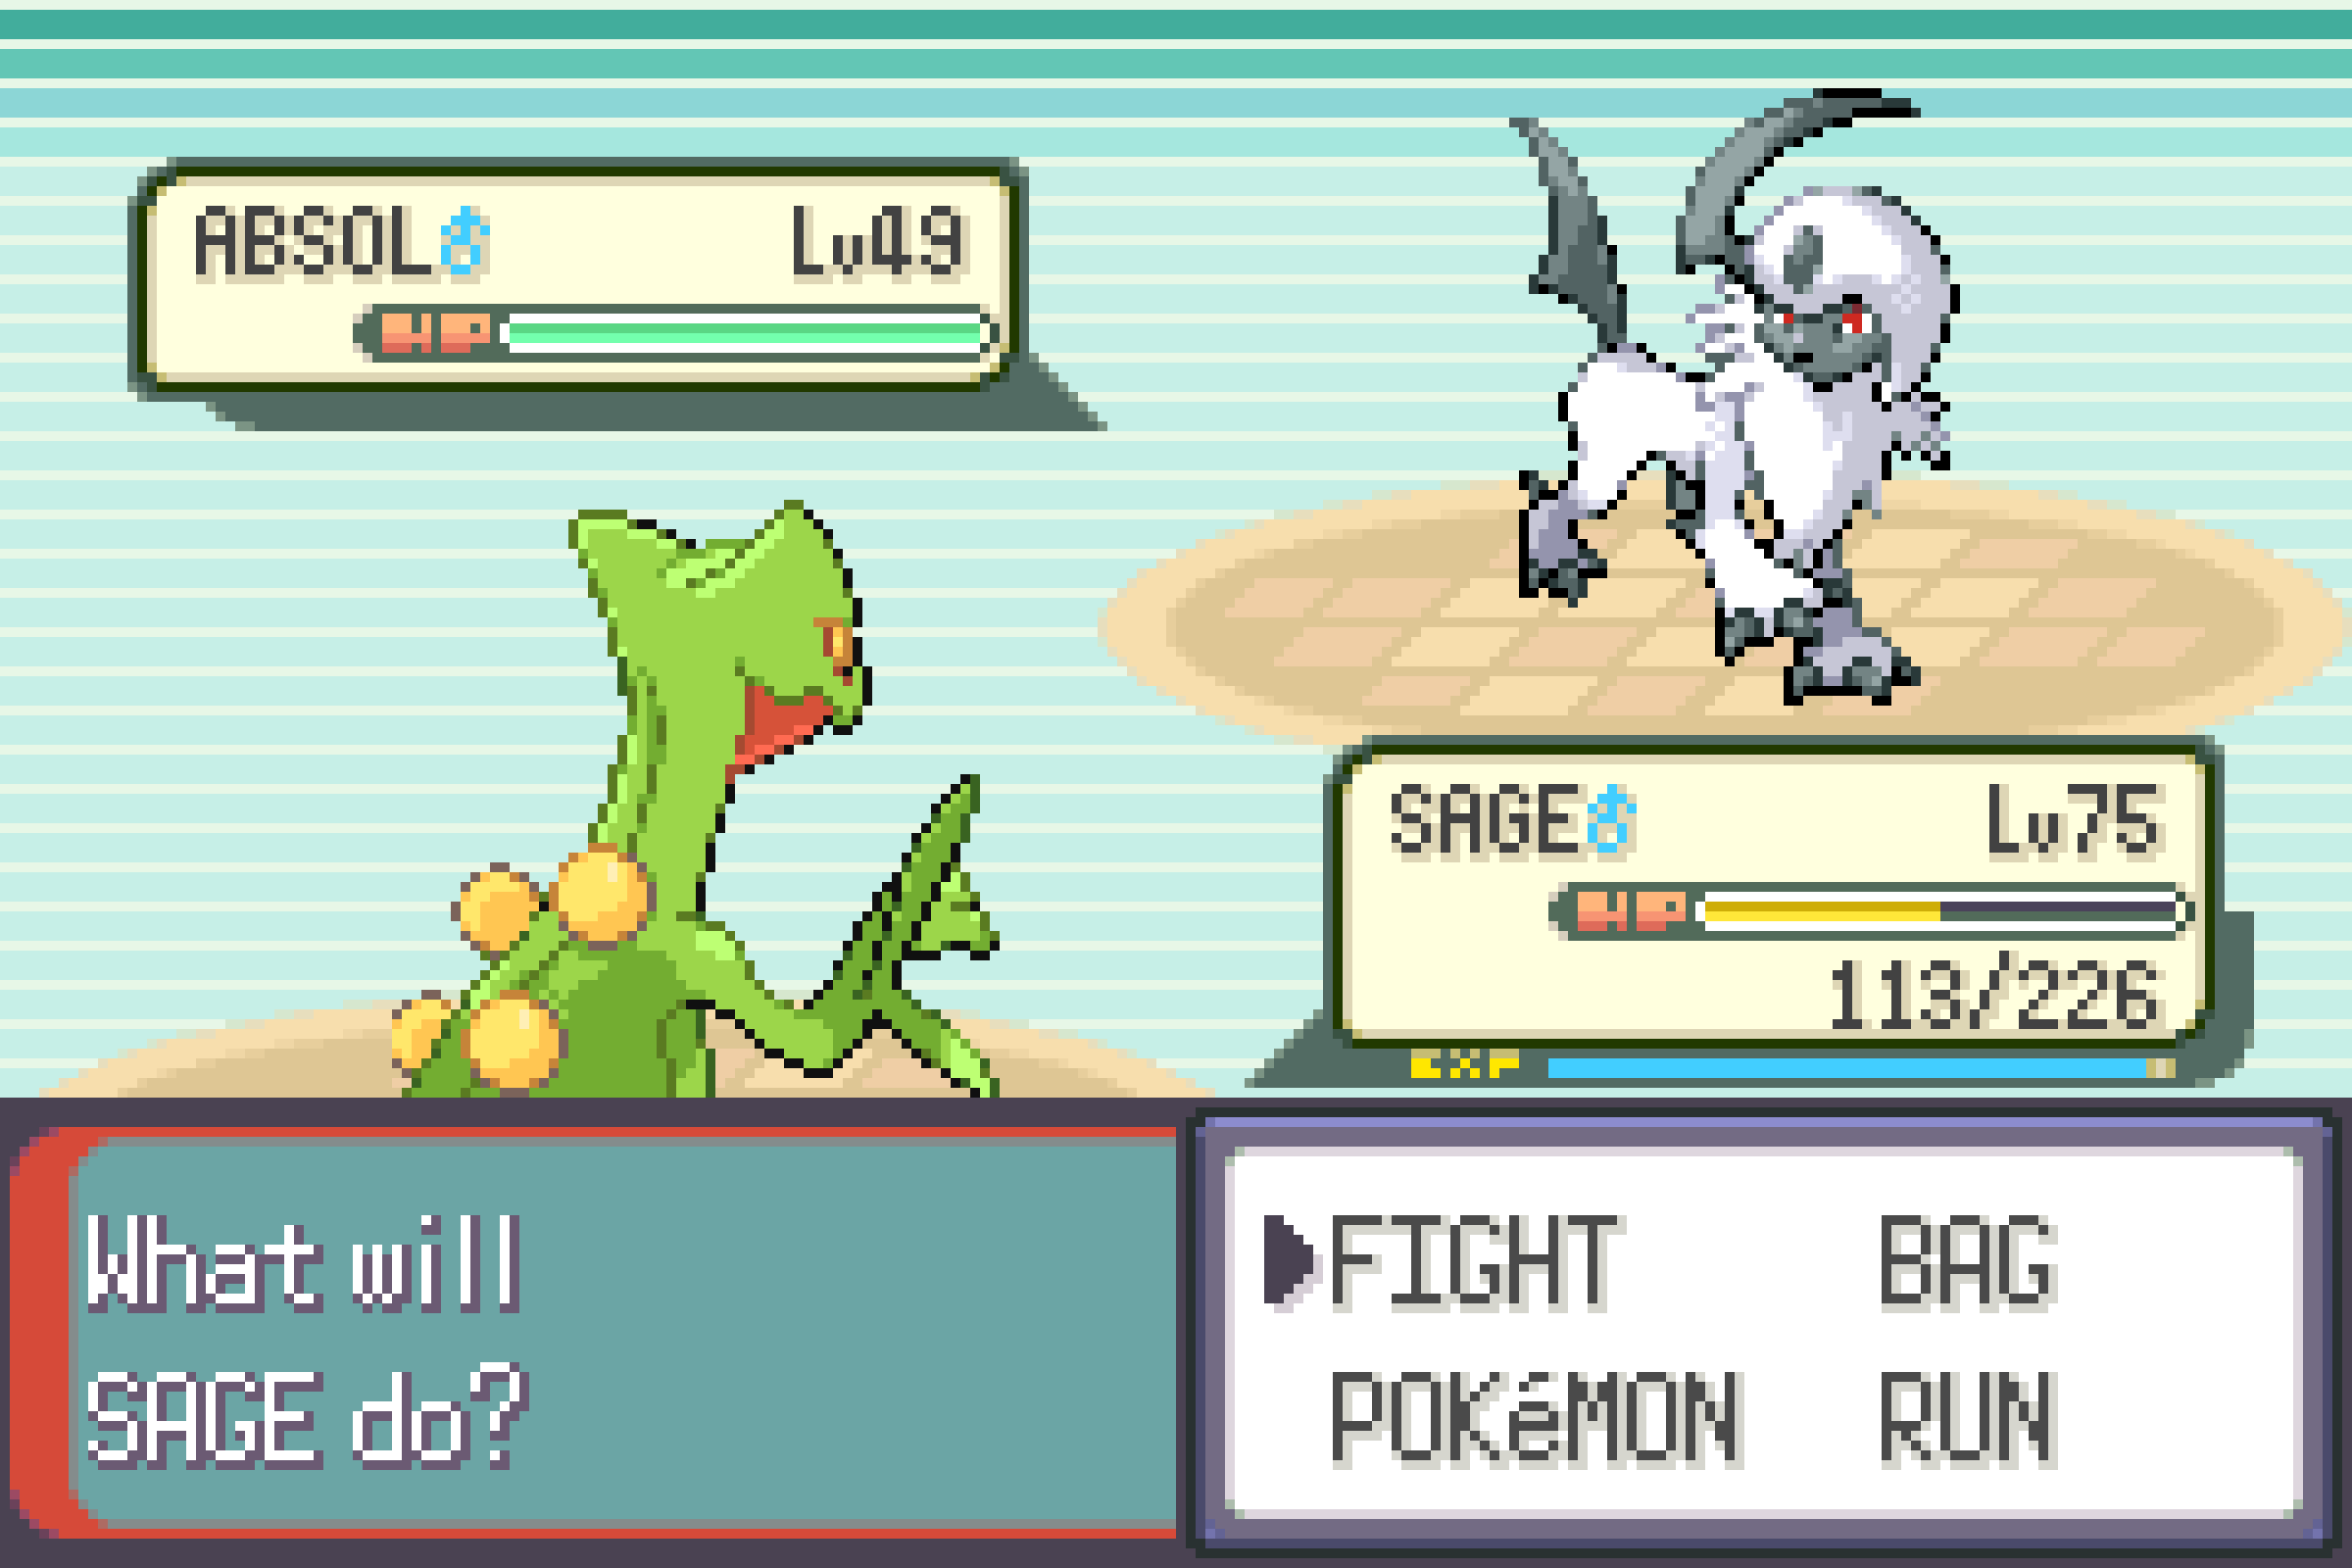 ABSOL♂ Lv49
HP
SAGE♂ Lv75
HP
113/226
EXP
What will
SAGE do?
FIGHT BAG
POKéMON RUN